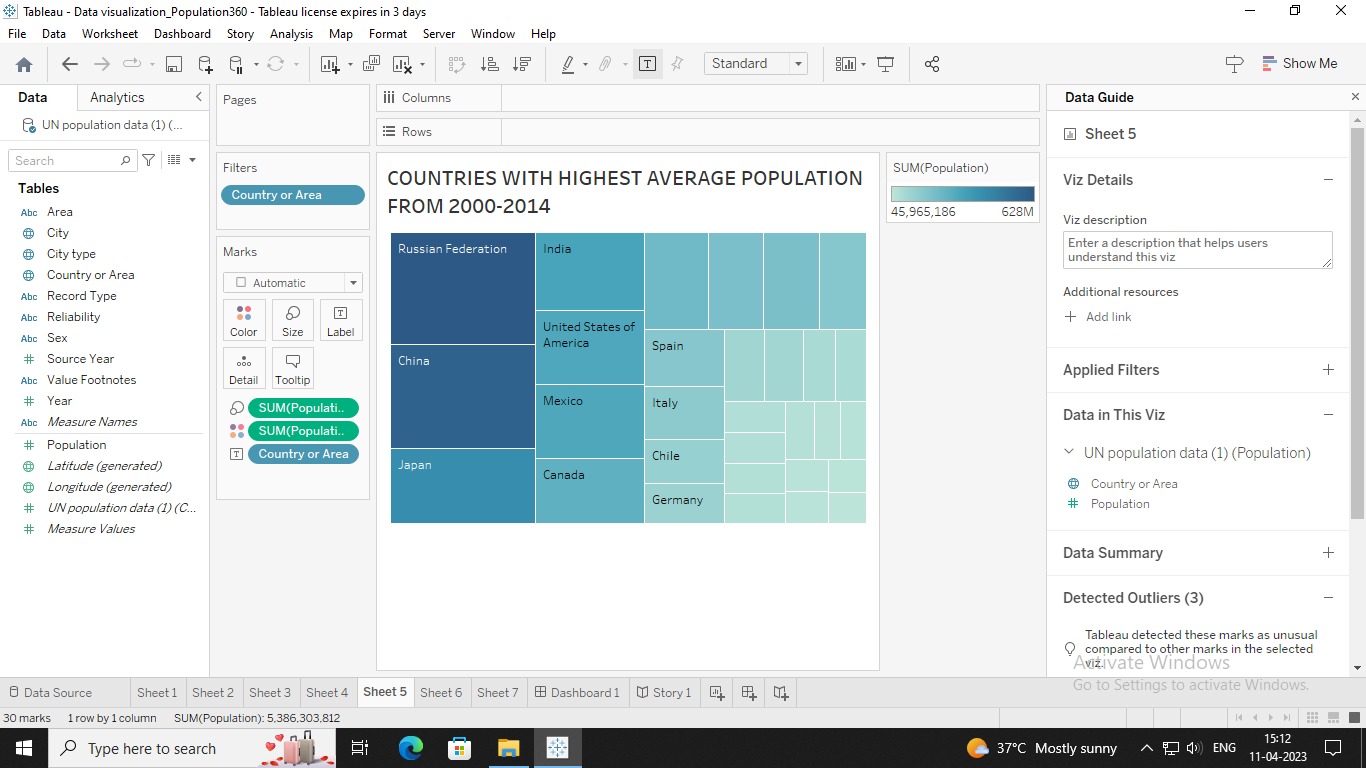 Tableau - Data visualization_Population360 - Tableau license expires in 3 days
File Data Worksheet Dashboard Story Analysis Map Format Server Window Help
Standard
Show Me
Data Analytics
UN population data (1) (...
Search
Tables
Abc Area
City
City type
Country or Area
Abc Record Type
Abc Reliability
Abc Sex
Source Year
Abc Value Footnotes
Year
Abc Measure Names
Population
Latitude (generated)
Longitude (generated)
UN population data (1) (C...
Measure Values
Pages
Filters
Country or Area
Marks
Automatic
Color Size Label
Detail Tooltip
SUM(Populati..
SUM(Populati..
Country or Area
Columns
Rows
COUNTRIES WITH HIGHEST AVERAGE POPULATION
FROM 2000-2014
Russian Federation
China
Japan
India
United States of
America
Mexico
Canada
Spain
Italy
Chile
Germany
SUM(Population)
45,965,186 628M
Data Guide
Sheet 5
Viz Details
Viz description
Enter a description that helps users
understand this viz
Additional resources
Add link
Applied Filters
Data in This Viz
UN population data (1) (Population)
Country or Area
Population
Data Summary
Detected Outliers (3)
Tableau detected these marks as unusual
compared to other marks in the selected
viz.
Activate Windows
Go to Settings to activate Windows.
Data Source Sheet 1 Sheet 2 Sheet 3 Sheet 4 Sheet 5 Sheet 6 Sheet 7 Dashboard 1 Story 1
30 marks 1 row by 1 column SUM(Population): 5,386,303,812
Type here to search
37°C Mostly sunny
ENG
15:12
11-04-2023